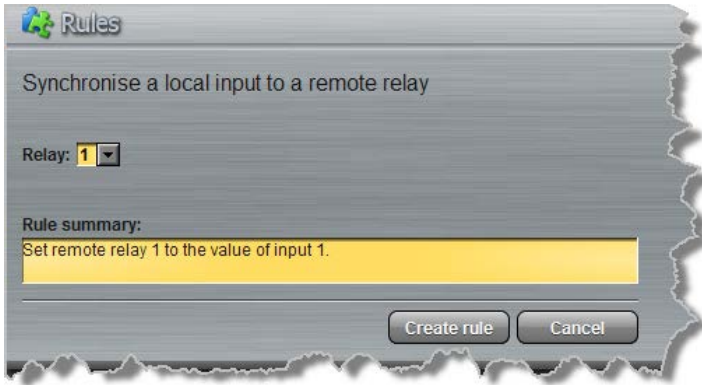 Rules
Synchronise a local input to a remote relay
Relay: 1
Rule summary:
Set remote relay 1 to the value of input 1.
Create rule Cancel